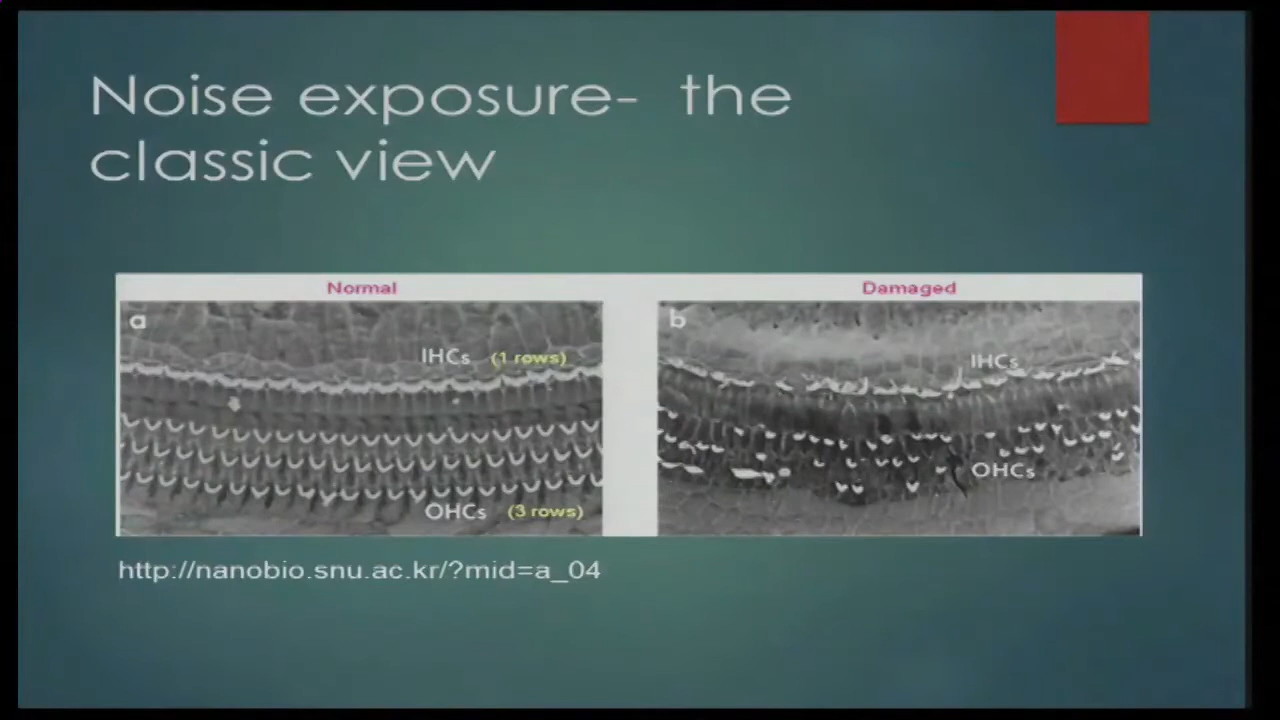 Noise exposure-  the
classic view
Normal
Damaged
a
b
IHCs (1 rows)
IHCs
OHCs
OHCs (3 rows)
http://nanobio.snu.ac.kr/?mid=a_04